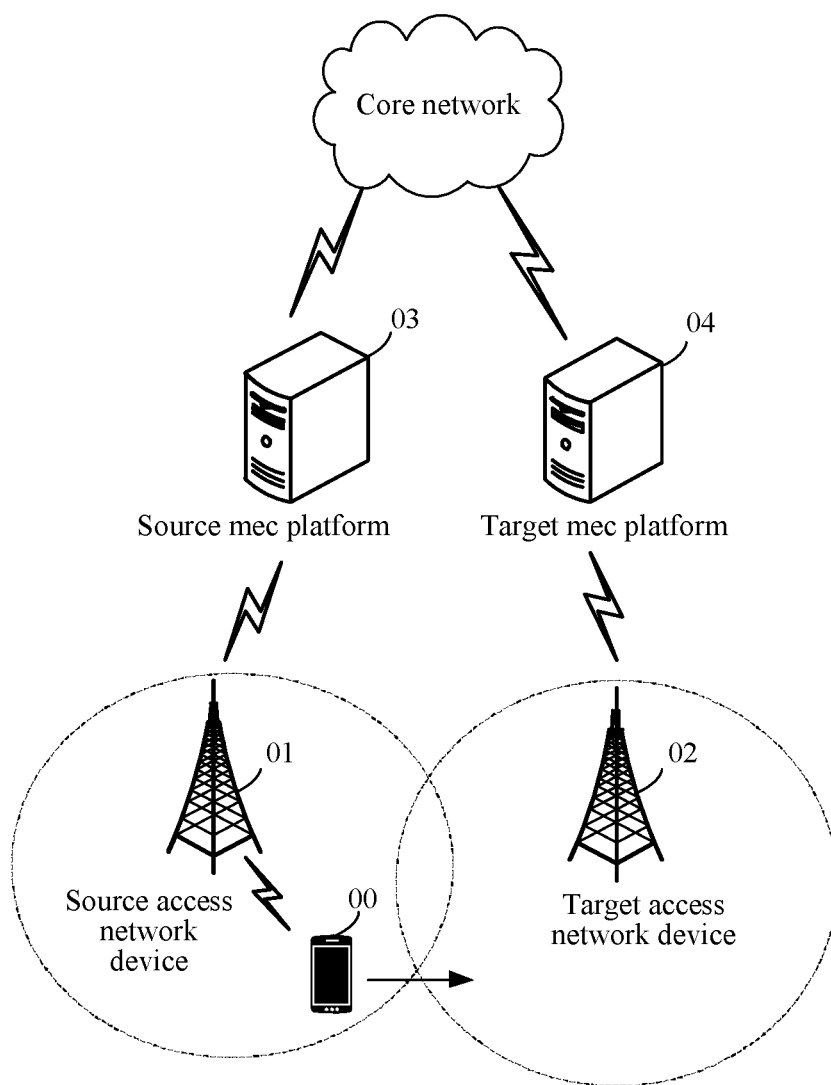 Core network
03
04
Source mec platform
Target mec platform
01
02
Source access
network
device
00
Target access
network device